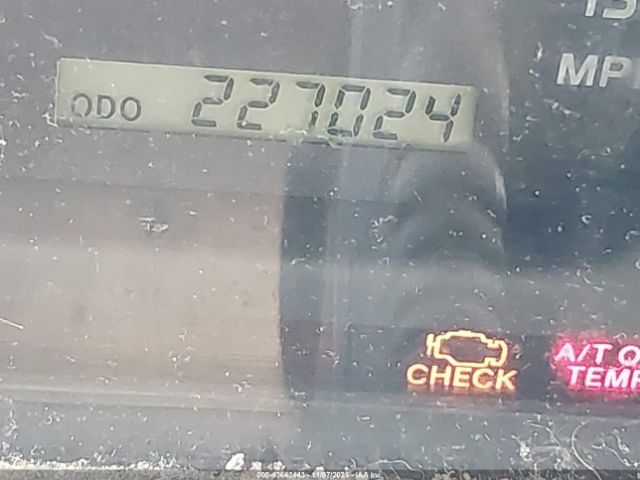 MPH
ODO 227024
CHECK
A/T O
TEMP
000-43642443 - 11/07/2025 - IAA Inc.